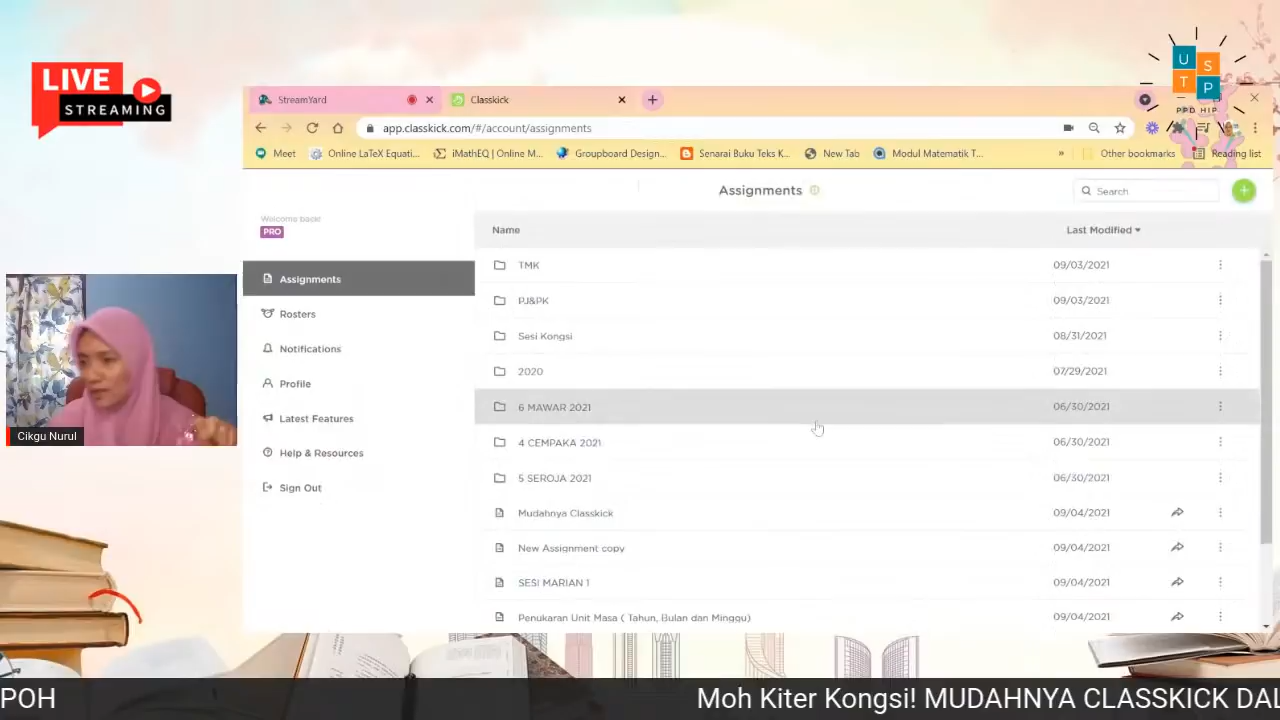 LIVE
STREAMING
StreamYard
Classkick
U S
T P
PPD HIP
app.classkick.com/#/account/assignments
Meet
Online LaTeX Equati...
iMathEQ | Online M...
Groupboard Design...
Senarai Buku Teks K...
New Tab
Modul Matematik T...
»
Other bookmarks
Reading list
Assignments
Search
Welcome back!
PRO
Name
Last Modified
Assignments
Rosters
Notifications
Profile
Latest Features
Help & Resources
Sign Out
TMK 09/03/2021
PJ&PK 09/03/2021
Sesi Kongsi 08/31/2021
2020 07/29/2021
6 MAWAR 2021 06/30/2021
4 CEMPAKA 2021 06/30/2021
5 SEROJA 2021 06/30/2021
Mudahnya Classkick 09/04/2021
New Assignment copy 09/04/2021
SESI MARIAN 1 09/04/2021
Penukaran Unit Masa ( Tahun, Bulan dan Minggu) 09/04/2021
Cikgu Nurul
POH
Moh Kiter Kongsi! MUDAHNYA CLASSKICK DAL